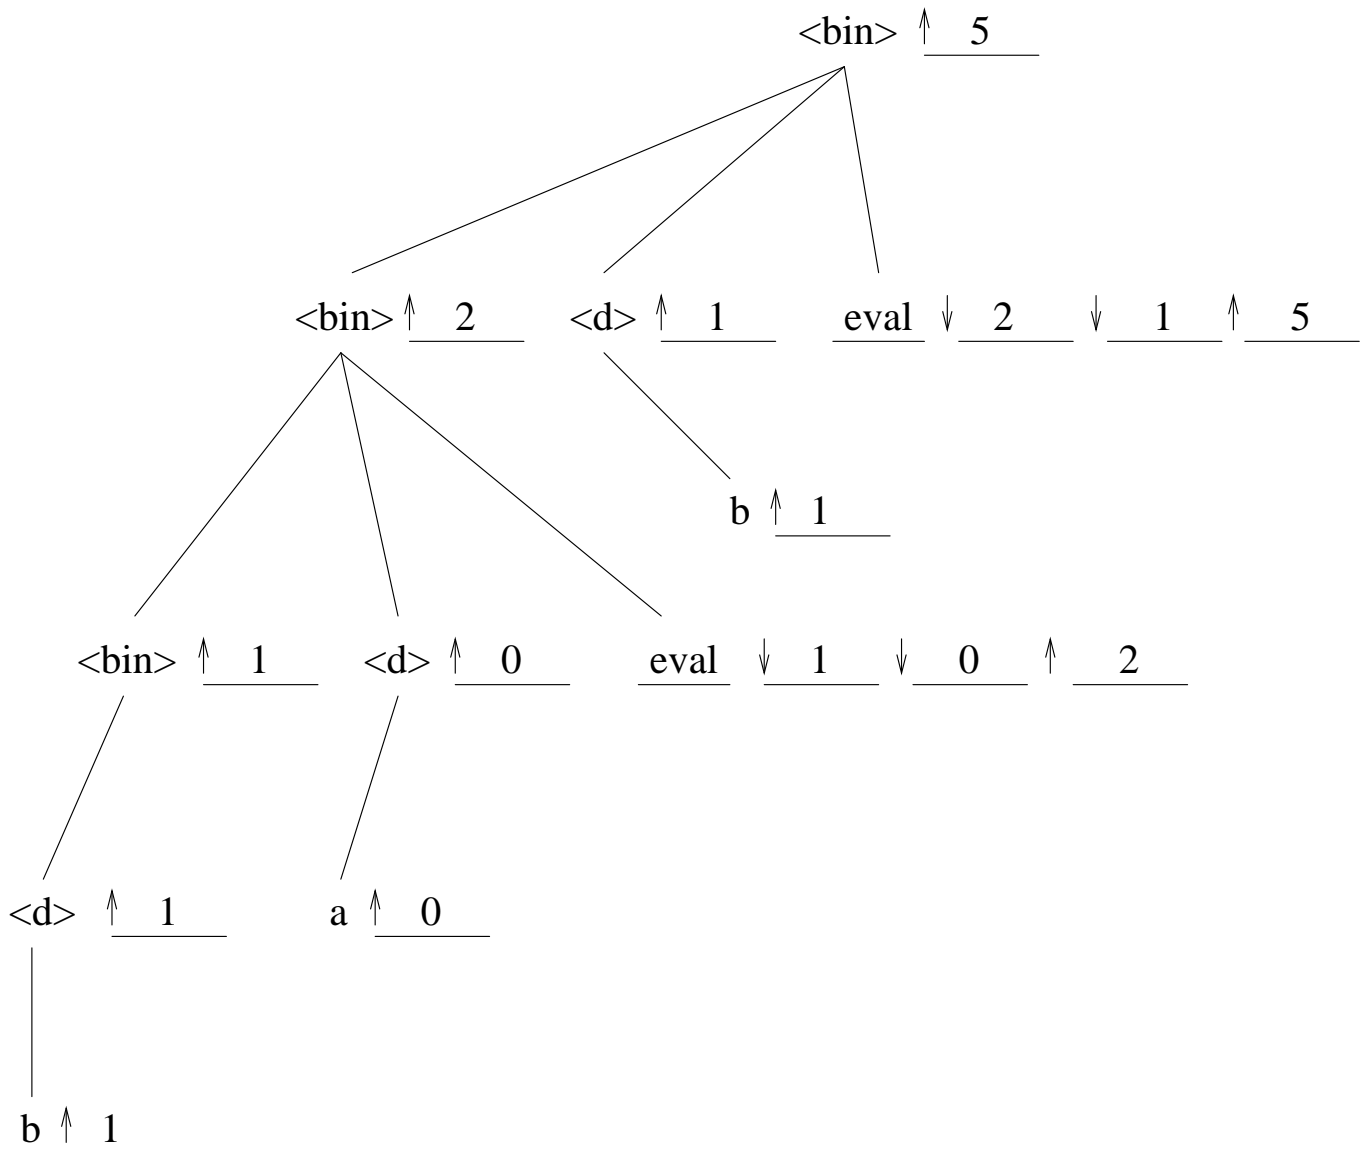 <bin> ↑ 5
<bin> ↑ 2 <d> ↑ 1 eval ↓ 2 ↓ 1 ↑ 5
b ↑ 1
<bin> ↑ 1 <d> ↑ 0 eval ↓ 1 ↓ 0 ↑ 2
<d> ↑ 1 a ↑ 0
b ↑ 1